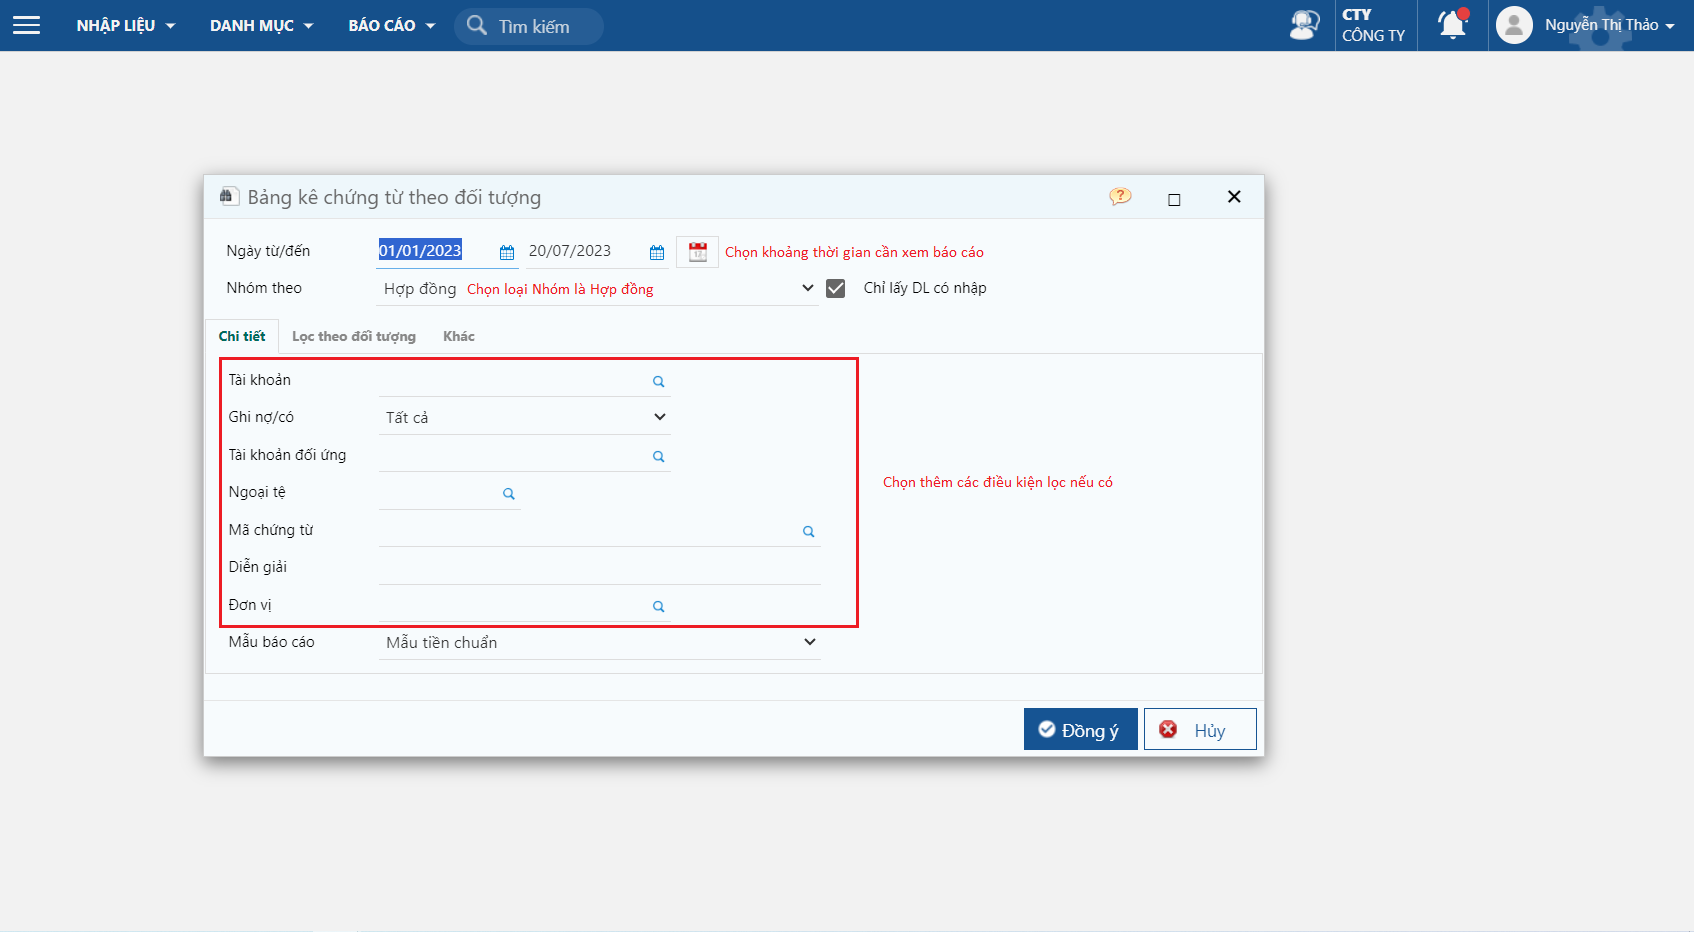 NHẬP LIỆU DANH MỤC BÁO CÁO Tìm kiếm CTY Nguyễn Thị Thảo
CÔNG TY
Bảng kê chứng từ theo đối tượng
Ngày từ/đến 01/01/2023 20/07/2023 Chọn khoảng thời gian cần xem báo cáo
Nhóm theo Hợp đồng Chọn loại Nhóm là Hợp đồng Chỉ lấy DL có nhập
Chi tiết Lọc theo đối tượng Khác
Tài khoản
Ghi nợ/có Tất cả
Tài khoản đối ứng
Chọn thêm các điều kiện lọc nếu có
Ngoại tệ
Mã chứng từ
Diễn giải
Đơn vị
Mẫu báo cáo Mẫu tiền chuẩn
Đồng ý Hủy